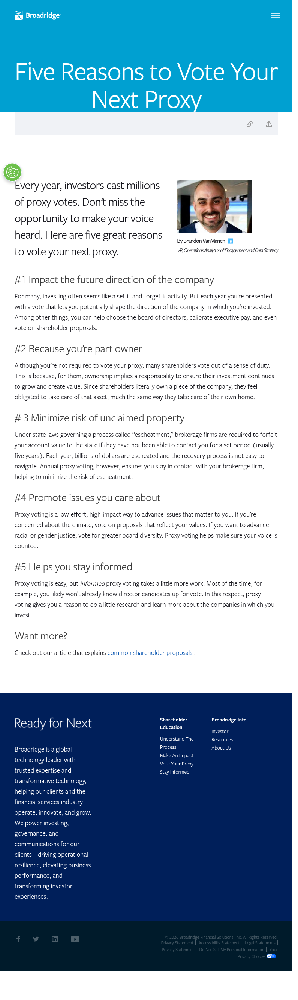 Broadridge
Five Reasons to Vote Your
Next Proxy
Every year, investors cast millions
of proxy votes. Don’t miss the
opportunity to make your voice
heard. Here are five great reasons
to vote your next proxy.
By Brandon VanManen
VP, Operations Analytics of Engagement and Data Strategy
#1 Impact the future direction of the company
For many, investing often seems like a set-it-and-forget-it activity. But each year you’re presented
with a vote that lets you potentially shape the direction of the company in which you’re invested.
Among other things, you can help choose the board of directors, calibrate executive pay, and even
vote on shareholder proposals.
#2 Because you’re part owner
Although you’re not required to vote your proxy, many shareholders vote out of a sense of duty.
This is because, for them, ownership implies a responsibility to ensure their investment continues
to grow and create value. Since shareholders literally own a piece of the company, they feel
obligated to take care of that asset, much the same way they take care of their own home.
# 3 Minimize risk of unclaimed property
Under state laws governing a process called “escheatment,” brokerage firms are required to forfeit
your account value to the state if they have not been able to contact you for a set period (usually
five years). Each year, billions of dollars are escheated and the recovery process is not easy to
navigate. Annual proxy voting, however, ensures you stay in contact with your brokerage firm,
helping to minimize the risk of escheatment.
#4 Promote issues you care about
Proxy voting is a low-effort, high-impact way to advance issues that matter to you. If you’re
concerned about the climate, vote on proposals that reflect your values. If you want to advance
racial or gender justice, vote for greater board diversity. Proxy voting helps make sure your voice is
counted.
#5 Helps you stay informed
Proxy voting is easy, but informed proxy voting takes a little more work. Most of the time, for
example, you likely won’t already know director candidates up for vote. In this respect, proxy
voting gives you a reason to do a little research and learn more about the companies in which you
invest.
Want more?
Check out our article that explains common shareholder proposals .
Ready for Next
Broadridge is a global
technology leader with
trusted expertise and
transformative technology,
helping our clients and the
financial services industry
operate, innovate, and grow.
We power investing,
governance, and
communications for our
clients – driving operational
resilience, elevating business
performance, and
transforming investor
experiences.
Shareholder
Education
Understand The
Process
Make An Impact
Vote Your Proxy
Stay Informed
Broadridge Info
Investor
Resources
About Us
© 2026 Broadridge Financial Solutions, Inc. All Rights Reserved.
Privacy Statement | Accessibility Statement | Legal Statements |
Privacy Statement | Do Not Sell My Personal Information | Your
Privacy Choices